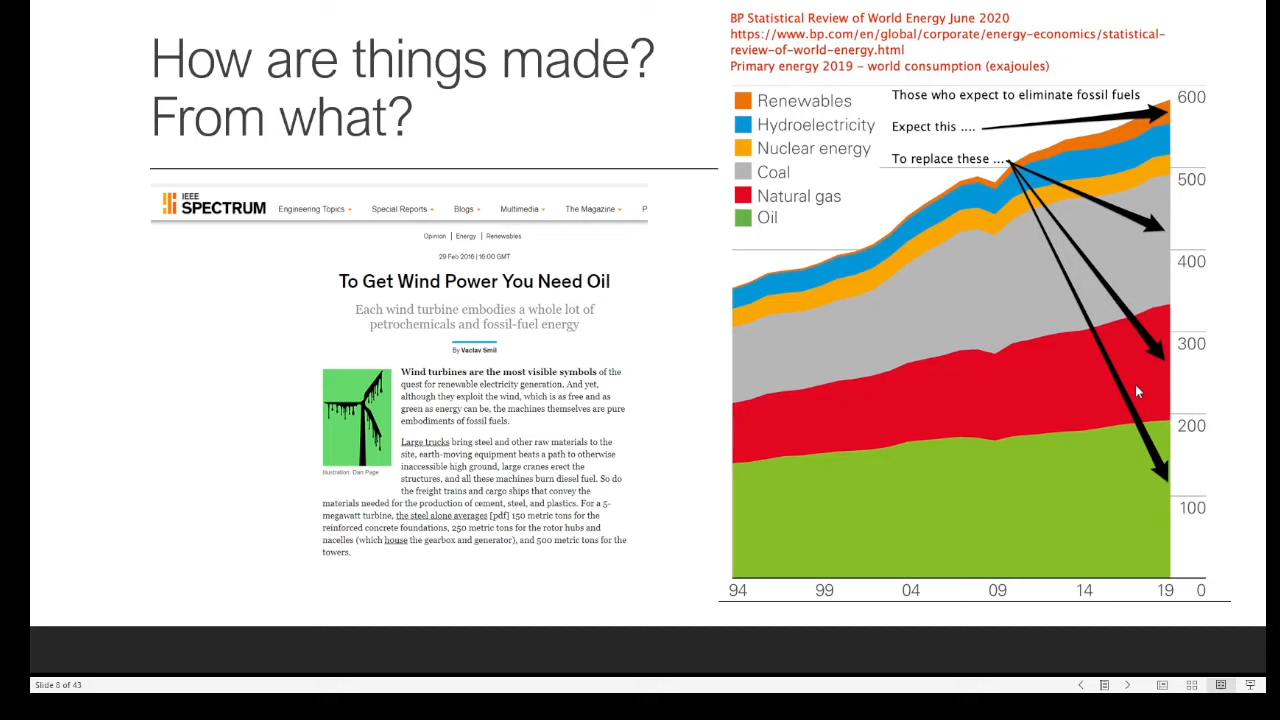 How are things made?
From what?
IEEE
SPECTRUM
Engineering Topics
Special Reports
Blogs
Multimedia
The Magazine
P
Opinion | Energy | Renewables
29 Feb 2016 | 16:00 GMT
To Get Wind Power You Need Oil
Each wind turbine embodies a whole lot of
petrochemicals and fossil-fuel energy
By Vaclav Smil
Wind turbines are the most visible symbols of the
quest for renewable electricity generation. And yet,
although they exploit the wind, which is as free and as
green as energy can be, the machines themselves are pure
embodiments of fossil fuels.
Large trucks bring steel and other raw materials to the
site, earth-moving equipment beats a path to otherwise
inaccessible high ground, large cranes erect the
structures, and all these machines burn diesel fuel. So do
the freight trains and cargo ships that convey the
materials needed for the production of cement, steel, and plastics. For a 5-
megawatt turbine, the steel alone averages [pdf] 150 metric tons for the
reinforced concrete foundations, 250 metric tons for the rotor hubs and
nacelles (which house the gearbox and generator), and 500 metric tons for the
towers.
Illustration: Dan Page
BP Statistical Review of World Energy June 2020
https://www.bp.com/en/global/corporate/energy-economics/statistical-
review-of-world-energy.html
Primary energy 2019 – world consumption (exajoules)
Renewables
Hydroelectricity
Nuclear energy
Coal
Natural gas
Oil
Those who expect to eliminate fossil fuels
Expect this ....
To replace these ...
600
500
400
300
200
100
94 99 04 09 14 19 0
Slide 8 of 43